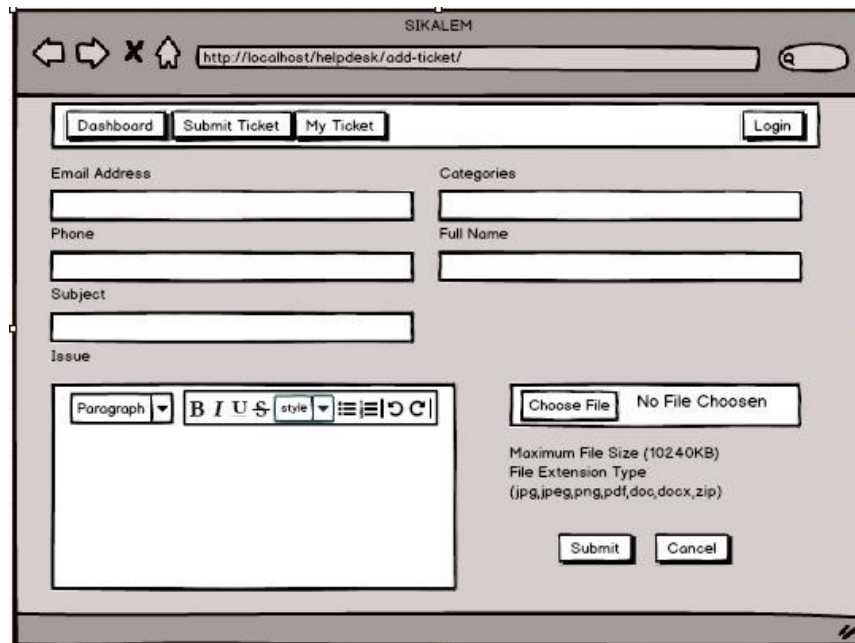 SIKALEM
http://localhost/helpdesk/add-ticket/
Dashboard Submit Ticket My Ticket Login
Email Address Categories
Phone Full Name
Subject
Issue
Paragraph B I U S style
Choose File No File Choosen
Maximum File Size (10240KB)
File Extension Type
(jpg,jpeg,png,pdf,doc,docx,zip)
Submit Cancel